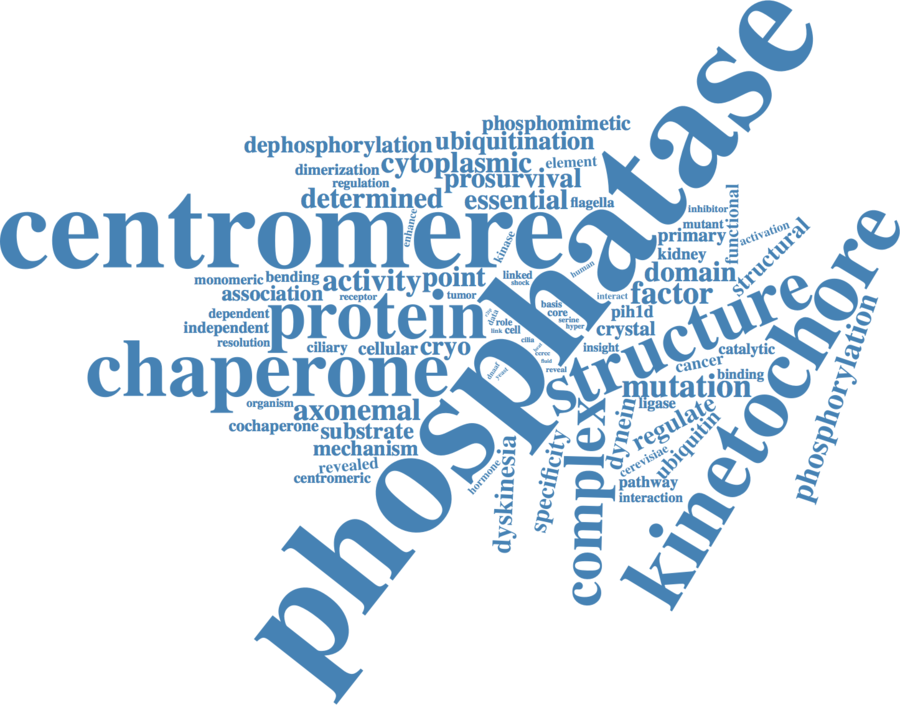 phosphatase
phosphomimetic
dephosphorylation
ubiquitination
cytoplasmic
element
dimerization
regulation
prosurvival
determined
essential
flagella
centromere
enhance
kinase
inhibitor
mutant
functional
activation
primary
kidney
structural
domain
human
monomeric
bending
activity
point
linked
shock
association
receptor
tumor
interact
factor
dependent
protein
independent
resolution
data
role
link
cell
basis
core
serine
hyper
pih1d
crystal
ciliary
cellular
cryo
cilia
insight
reveal
fluid
yeast
chaperone
structure
cancer
catalytic
binding
mutation
kinetochore
phosphorylation
organism
axonemal
cochaperone
substrate
mechanism
revealed
centromeric
hormone
dyskinesia
specificity
complex
dynein
ligase
regulate
cerevisiae
ubiquitin
pathway
interaction